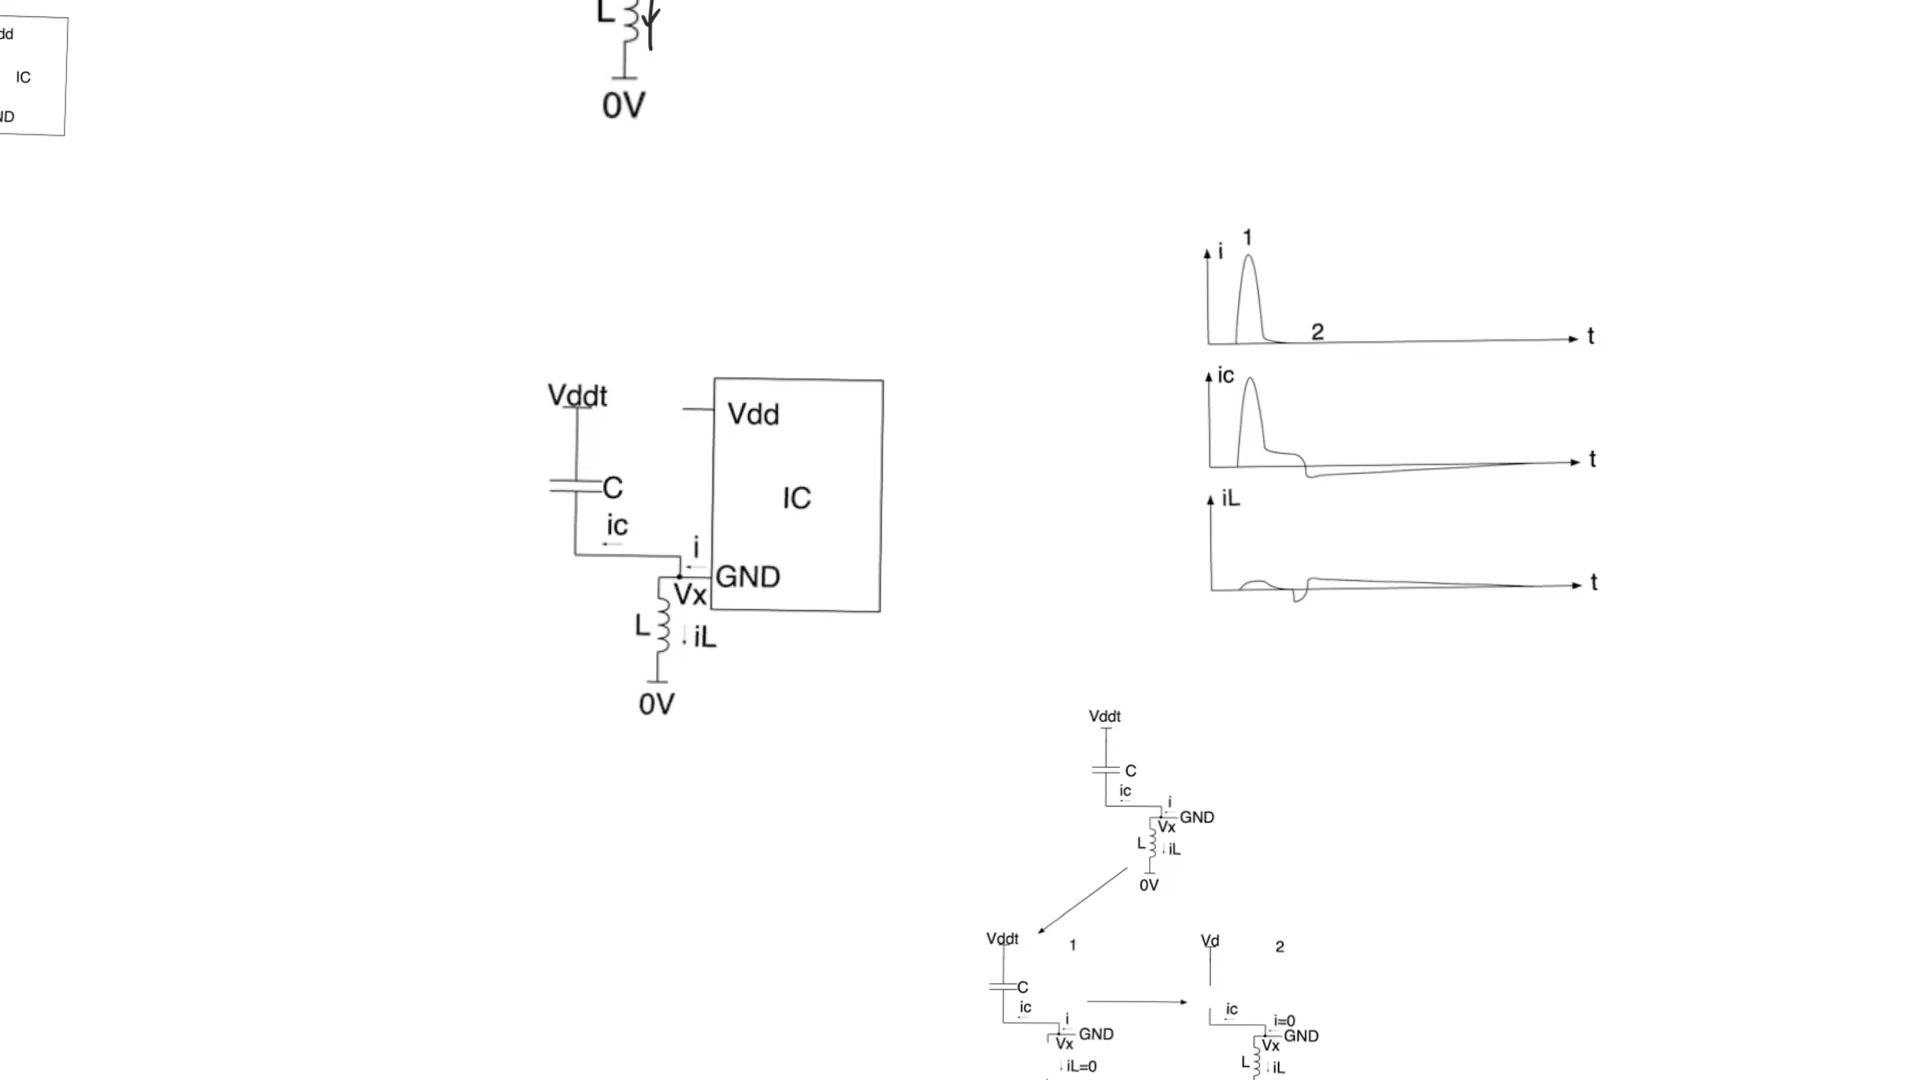 dd
IC
ND
L
0V
Vddt
C
ic
i
Vdd
IC
GND
Vx
L
iL
0V
1
i
2
t
ic
t
iL
t
Vddt
C
ic
i
GND
Vx
L
iL
0V
Vddt
1
C
ic
i
GND
Vx
iL=0
Vd
2
ic
i=0
GND
Vx
L
iL